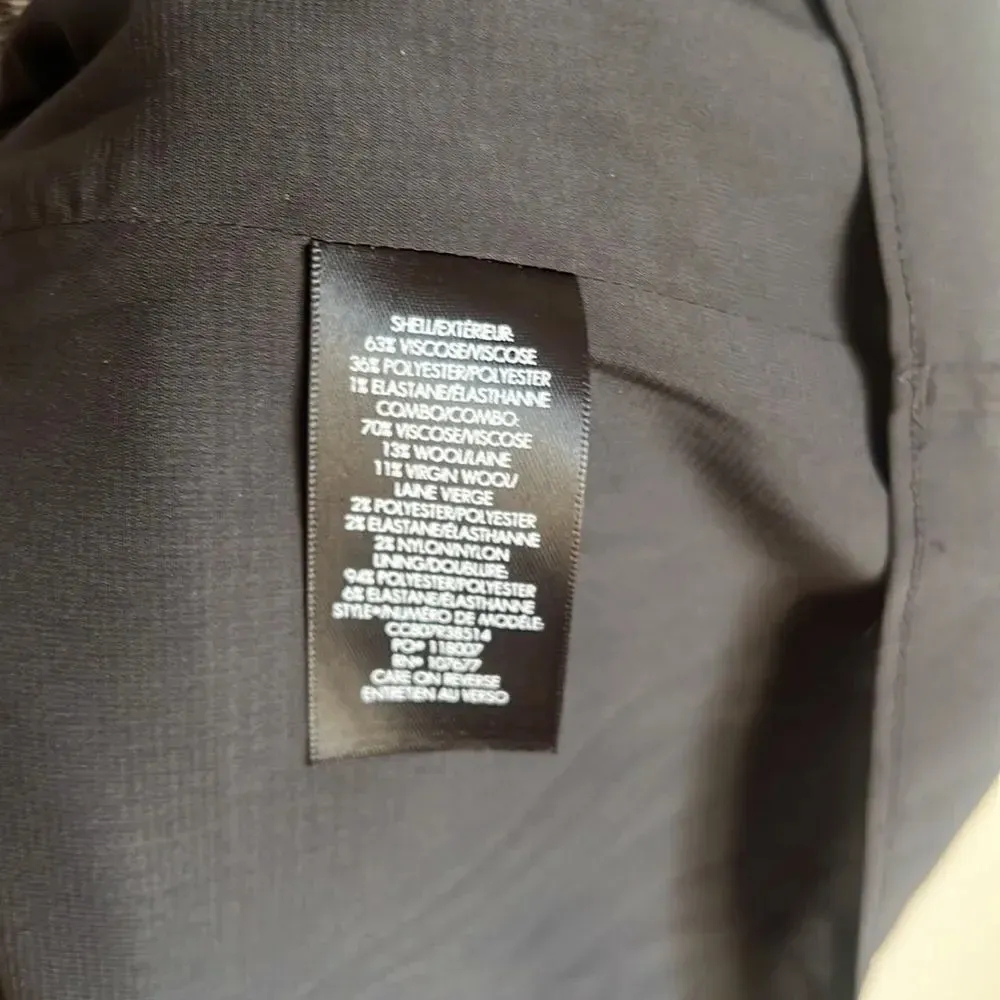 SHELL/EXTÉRIEUR:
63% VISCOSE/VISCOSE
36% POLYESTER/POLYESTER
1% ELASTANE/ÉLASTHANNE
COMBO/COMBO:
70% VISCOSE/VISCOSE
13% WOOL/LAINE
11% VIRGIN WOOL/
LAINE VIERGE
2% POLYESTER/POLYESTER
2% ELASTANE/ÉLASTHANNE
2% NYLON/NYLON
LINING/DOUBLURE:
94% POLYESTER/POLYESTER
6% ELASTANE/ÉLASTHANNE
STYLE#/NUMÉRO DE MODÈLE:
CC807R38514
PO# 118007
RN# 107677
CARE ON REVERSE
ENTRETIEN AU VERSO